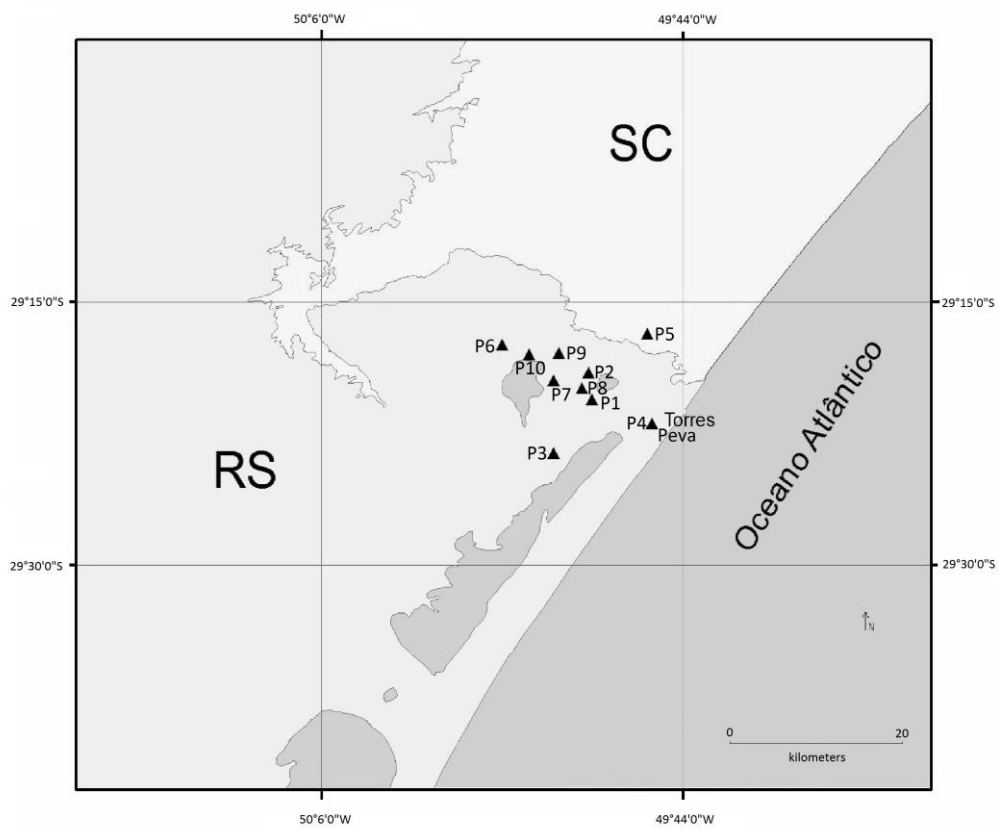 50°6'0"W
49°44'0"W
SC
29°15'0"S
29°15'0"S
P5
P6
P9
P10
P2
P7
P8
P1
P4
Torres
Peva
P3
RS
Oceano Atlântico
29°30'0"S
29°30'0"S
N
0
20
kilometers
50°6'0"W
49°44'0"W